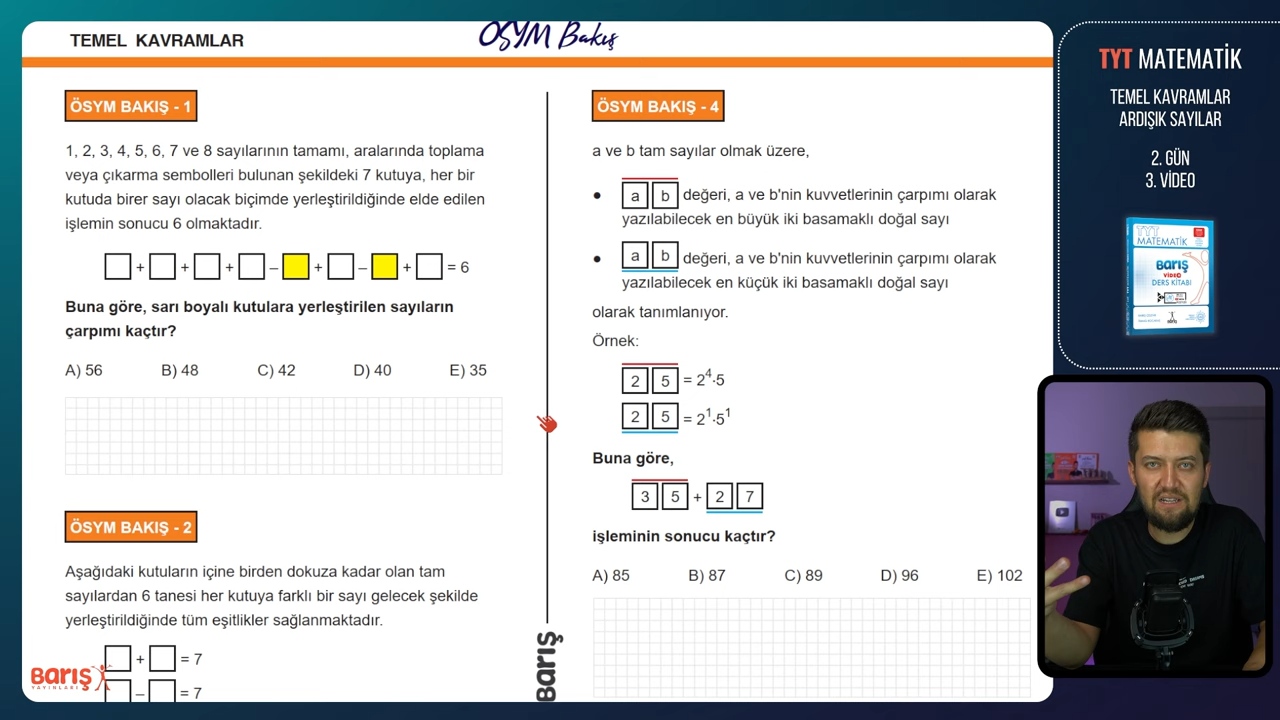 TEMEL KAVRAMLAR
ÖSYM Bakış
ÖSYM BAKIŞ - 1
1, 2, 3, 4, 5, 6, 7 ve 8 sayılarının tamamı, aralarında toplama
veya çıkarma sembolleri bulunan şekildeki 7 kutuya, her bir
kutuda birer sayı olacak biçimde yerleştirildiğinde elde edilen
işlemin sonucu 6 olmaktadır.
+ + + – + – + = 6
Buna göre, sarı boyalı kutulara yerleştirilen sayıların
çarpımı kaçtır?
A) 56 B) 48 C) 42 D) 40 E) 35
ÖSYM BAKIŞ - 2
Aşağıdaki kutuların içine birden dokuza kadar olan tam
sayılardan 6 tanesi her kutuya farklı bir sayı gelecek şekilde
yerleştirildiğinde tüm eşitlikler sağlanmaktadır.
+ = 7
– = 7
BARIŞ
YAYINLARI
BARIŞ
ÖSYM BAKIŞ - 4
a ve b tam sayılar olmak üzere,
• a b değeri, a ve b'nin kuvvetlerinin çarpımı olarak
yazılabilecek en büyük iki basamaklı doğal sayı
• a b değeri, a ve b'nin kuvvetlerinin çarpımı olarak
yazılabilecek en küçük iki basamaklı doğal sayı
olarak tanımlanıyor.
Örnek:
2 5 = 2⁴·5
2 5 = 2¹·5¹
Buna göre,
3 5 + 2 7
işleminin sonucu kaçtır?
A) 85 B) 87 C) 89 D) 96 E) 102
TYT MATEMATİK
TEMEL KAVRAMLAR
ARDIŞIK SAYILAR
2. GÜN
3. VİDEO
TYT
MATEMATİK
BARIŞ
VİDEO
DERS KİTABI